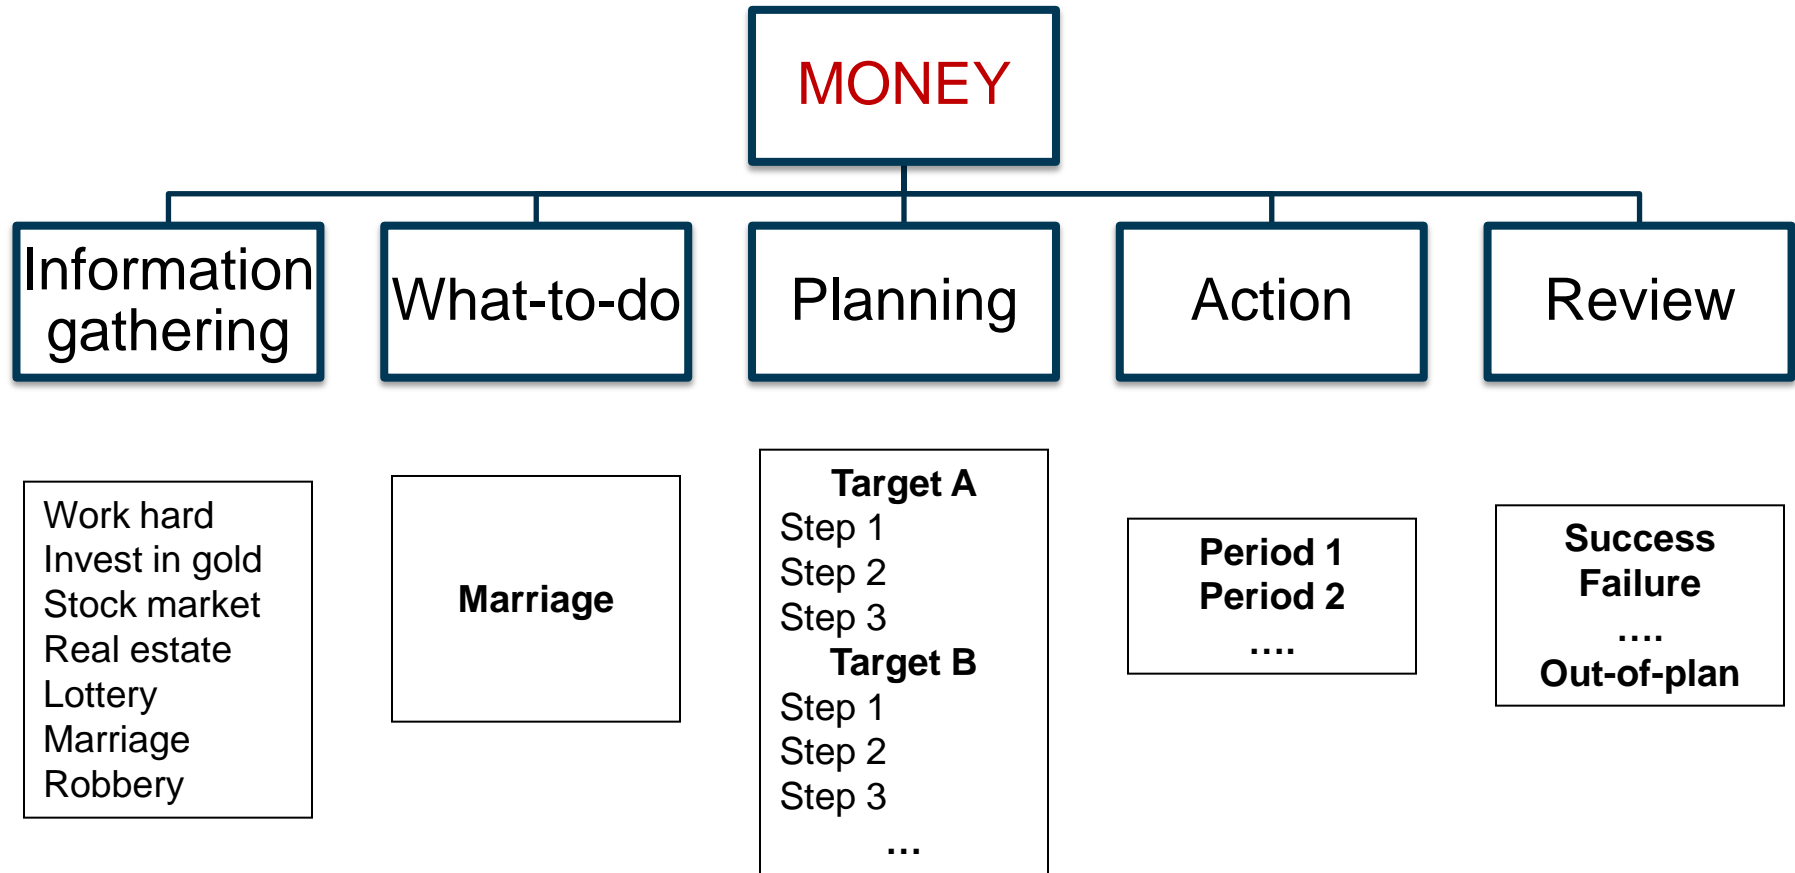 MONEY
Information
gathering
What-to-do
Planning
Action
Review
Work hard
Invest in gold
Stock market
Real estate
Lottery
Marriage
Robbery
Marriage
Target A
Step 1
Step 2
Step 3
Target B
Step 1
Step 2
Step 3
...
Period 1
Period 2
....
Success
Failure
....
Out-of-plan